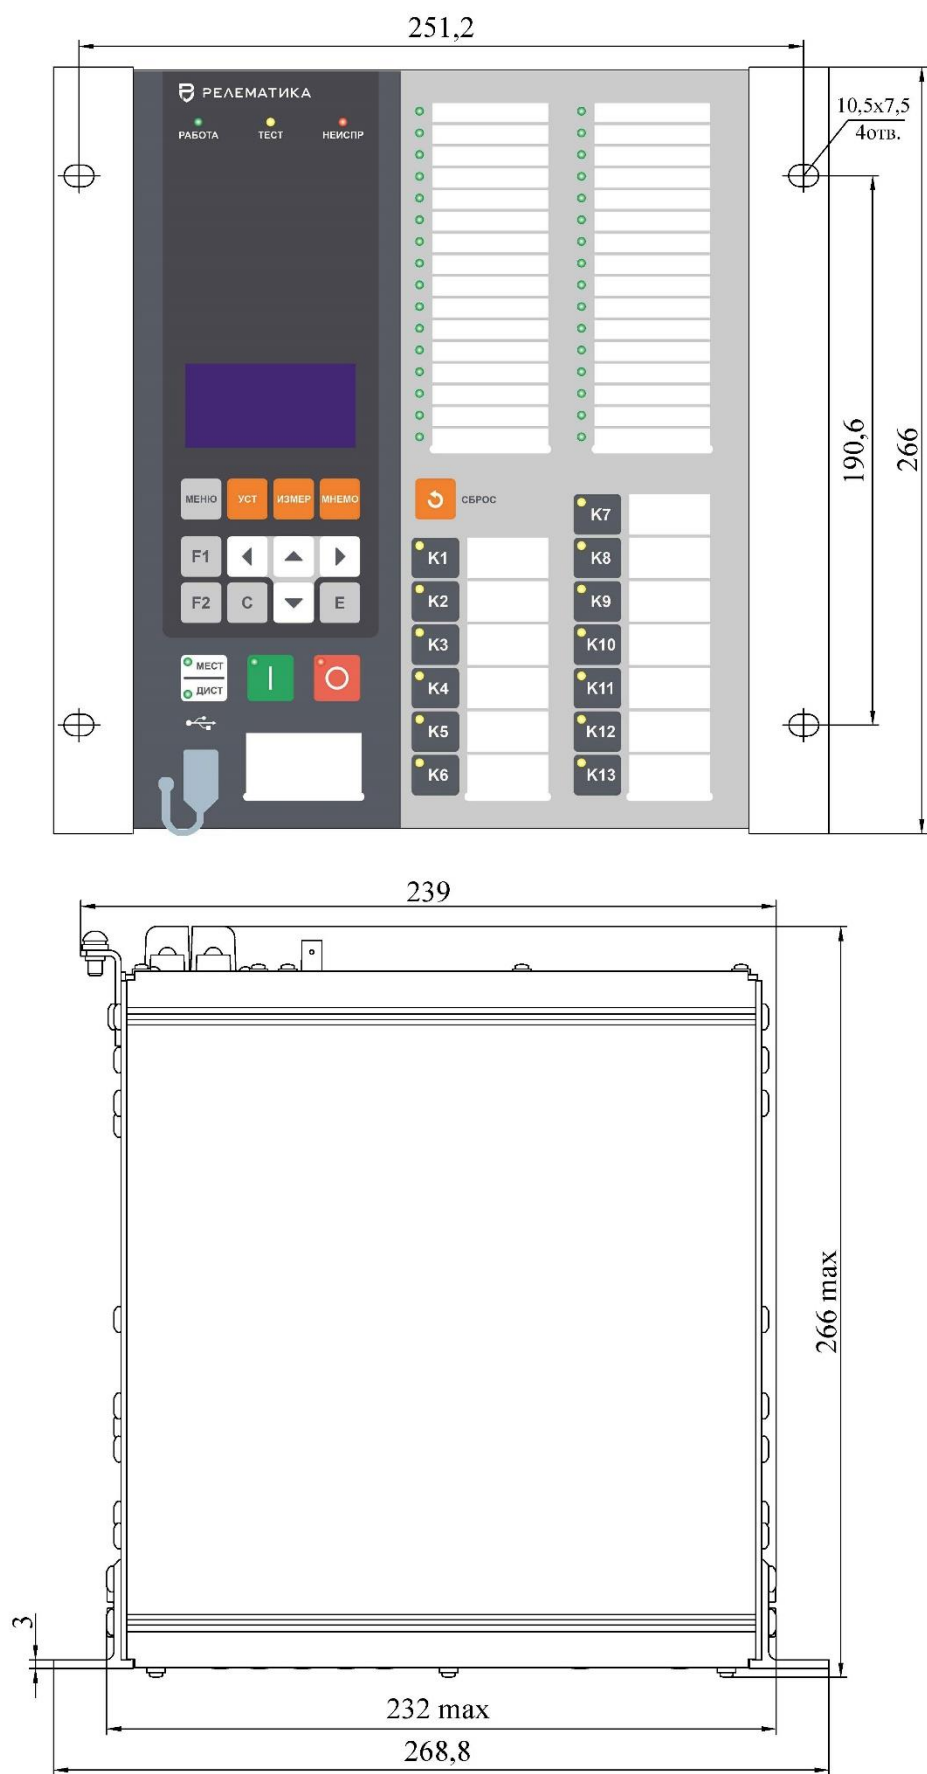 251,2
РЕЛЕМАТИКА
РАБОТА ТЕСТ НЕИСПР
10,5х7,5
4отв.
190,6
266
МЕНЮ УСТ ИЗМЕР МНЕМО
СБРОС
K7
F1
K1 K8
F2 C E
K2 K9
K3 K10
МЕСТ
ДИСТ
K4 K11
K5 K12
K6 K13
239
266 max
3
232 max
268,8